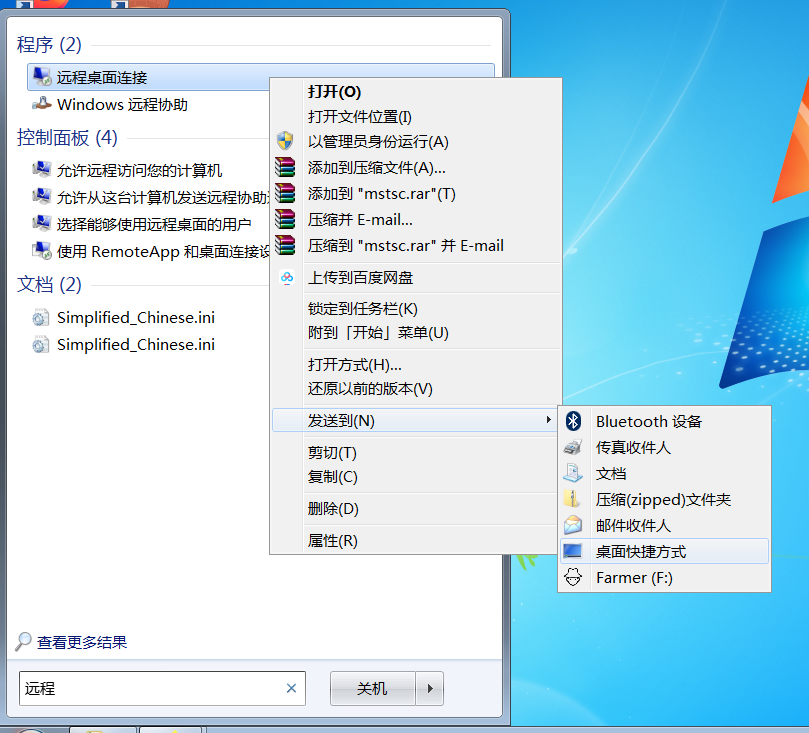 程序 (2)
远程桌面连接
Windows 远程协助
控制面板 (4)
允许远程访问您的计算机
允许从这台计算机发送远程协助
选择能够使用远程桌面的用户
使用 RemoteApp 和桌面连接设
文档 (2)
Simplified_Chinese.ini
Simplified_Chinese.ini
查看更多结果
远程
关机
打开(O)
打开文件位置(I)
以管理员身份运行(A)
添加到压缩文件(A)...
添加到 "mstsc.rar"(T)
压缩并 E-mail...
压缩到 "mstsc.rar" 并 E-mail
上传到百度网盘
锁定到任务栏(K)
附到「开始」菜单(U)
打开方式(H)...
还原以前的版本(V)
发送到(N)
剪切(T)
复制(C)
删除(D)
属性(R)
Bluetooth 设备
传真收件人
文档
压缩(zipped)文件夹
邮件收件人
桌面快捷方式
Farmer (F:)